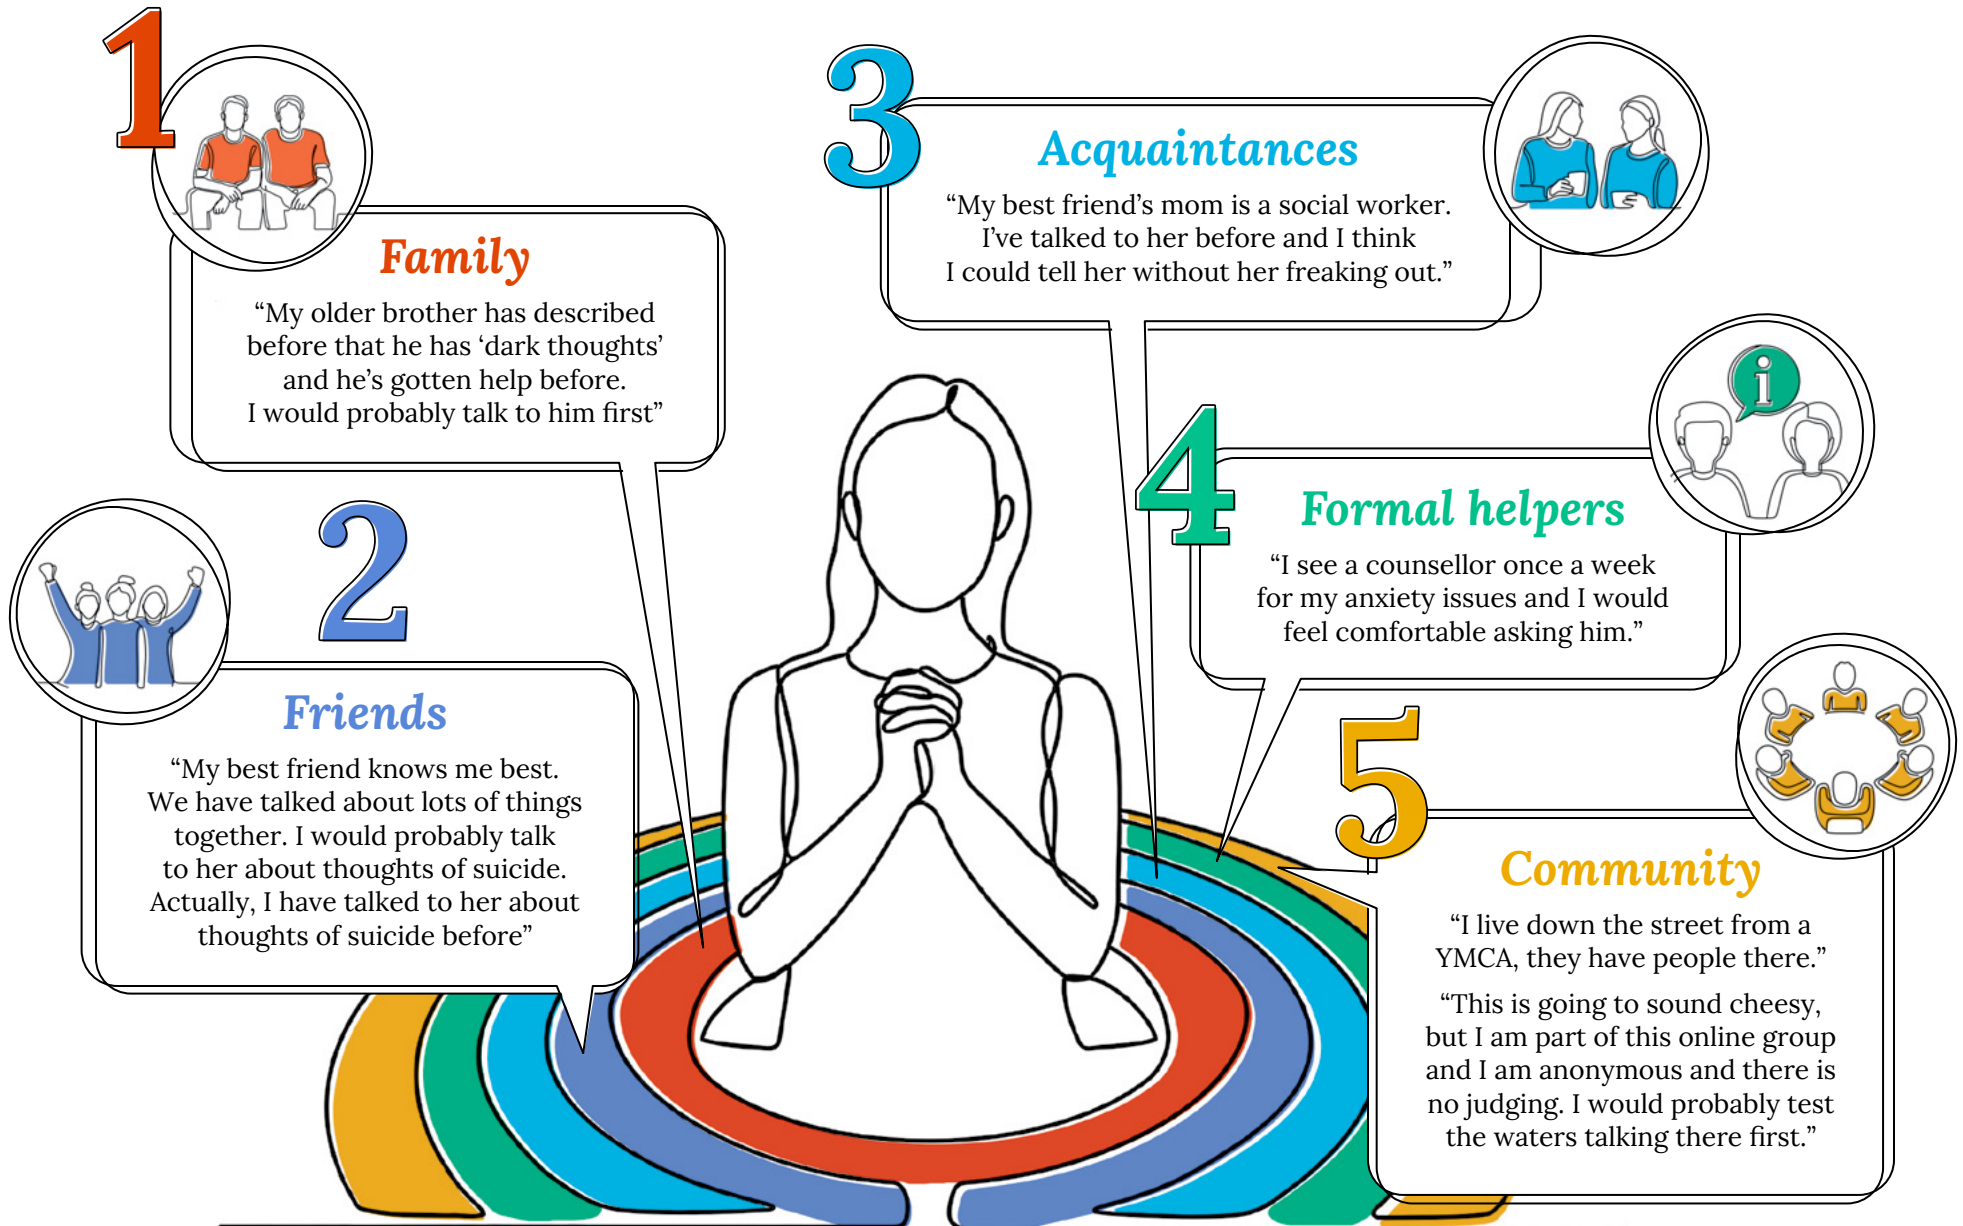 1
Family
“My older brother has described
before that he has ‘dark thoughts’
and he’s gotten help before.
I would probably talk to him first”
2
Friends
“My best friend knows me best.
We have talked about lots of things
together. I would probably talk
to her about thoughts of suicide.
Actually, I have talked to her about
thoughts of suicide before”
3
Acquaintances
“My best friend’s mom is a social worker.
I’ve talked to her before and I think
I could tell her without her freaking out.”
i
4
Formal helpers
“I see a counsellor once a week
for my anxiety issues and I would
feel comfortable asking him.”
5
Community
“I live down the street from a
YMCA, they have people there.”
“This is going to sound cheesy,
but I am part of this online group
and I am anonymous and there is
no judging. I would probably test
the waters talking there first.”